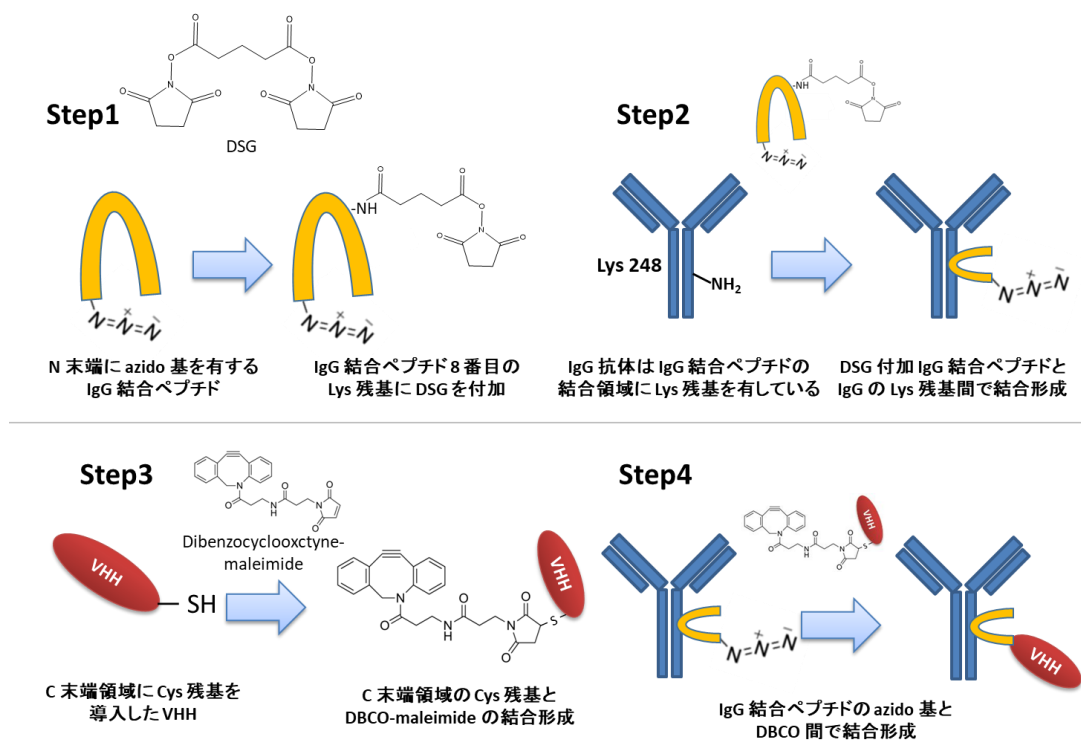 Step1
DSG
N 末端に azido 基を有する
IgG 結合ペプチド
IgG 結合ペプチド 8 番目の
Lys 残基に DSG を付加
Step2
Lys 248
NH2
IgG 抗体は IgG 結合ペプチドの
結合領域に Lys 残基を有している
DSG 付加 IgG 結合ペプチドと
IgG の Lys 残基間で結合形成
Step3
Dibenzocyclooxctyne-
maleimide
VHH
SH
VHH
C 末端領域に Cys 残基を
導入した VHH
C 末端領域の Cys 残基と
DBCO-maleimide の結合形成
Step4
VHH
VHH
IgG 結合ペプチドの azido 基と
DBCO 間で結合形成